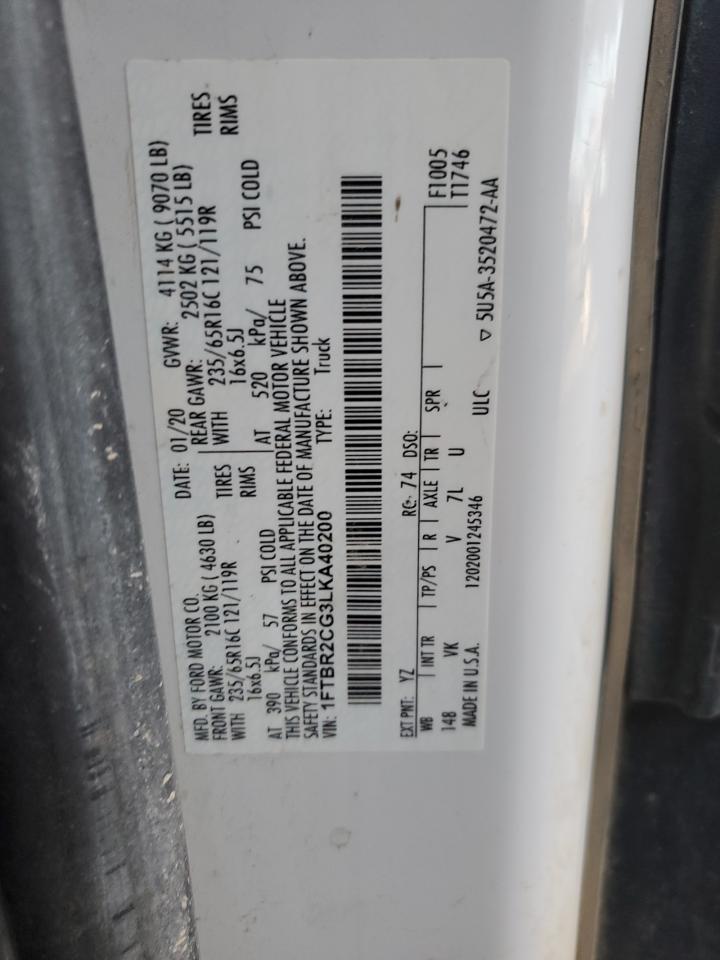 MFD. BY FORD MOTOR CO.
DATE: 01/20 GVWR: 4114 KG ( 9070 LB)
FRONT GAWR: 2100 KG ( 4630 LB) REAR GAWR: 2502 KG ( 5515 LB)
WITH 235/65R16C 121/119R TIRES WITH 235/65R16C 121/119R TIRES
16x6.5J RIMS 16x6.5J RIMS
AT 390 kPa/ 57 PSI COLD AT 520 kPa/ 75 PSI COLD
THIS VEHICLE CONFORMS TO ALL APPLICABLE FEDERAL MOTOR VEHICLE
SAFETY STANDARDS IN EFFECT ON THE DATE OF MANUFACTURE SHOWN ABOVE.
VIN: 1FTBR2CG3LKA40200 TYPE: Truck
EXT PNT: YZ RC: 74 DSO: F1005
WB INT TR TP/PS R AXLE TR SPR T1746
148 VK V 7L U
MADE IN U.S.A. 1202001245346 ULC ▽ 5U5A-3520472-AA